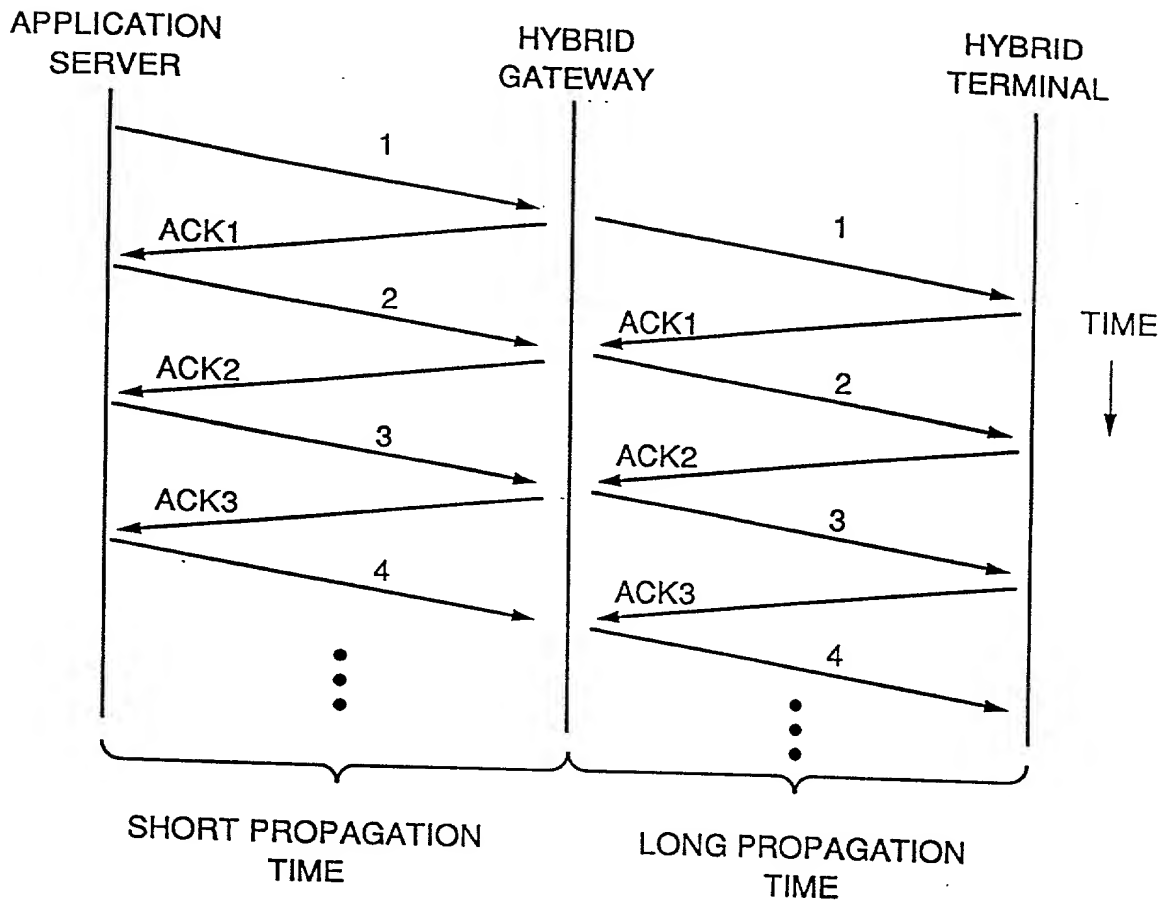 APPLICATION
SERVER
HYBRID
GATEWAY
HYBRID
TERMINAL
1
ACK1
1
2
ACK1
TIME
ACK2
2
3
ACK2
ACK3
3
4
ACK3
4
SHORT PROPAGATION
TIME
LONG PROPAGATION
TIME